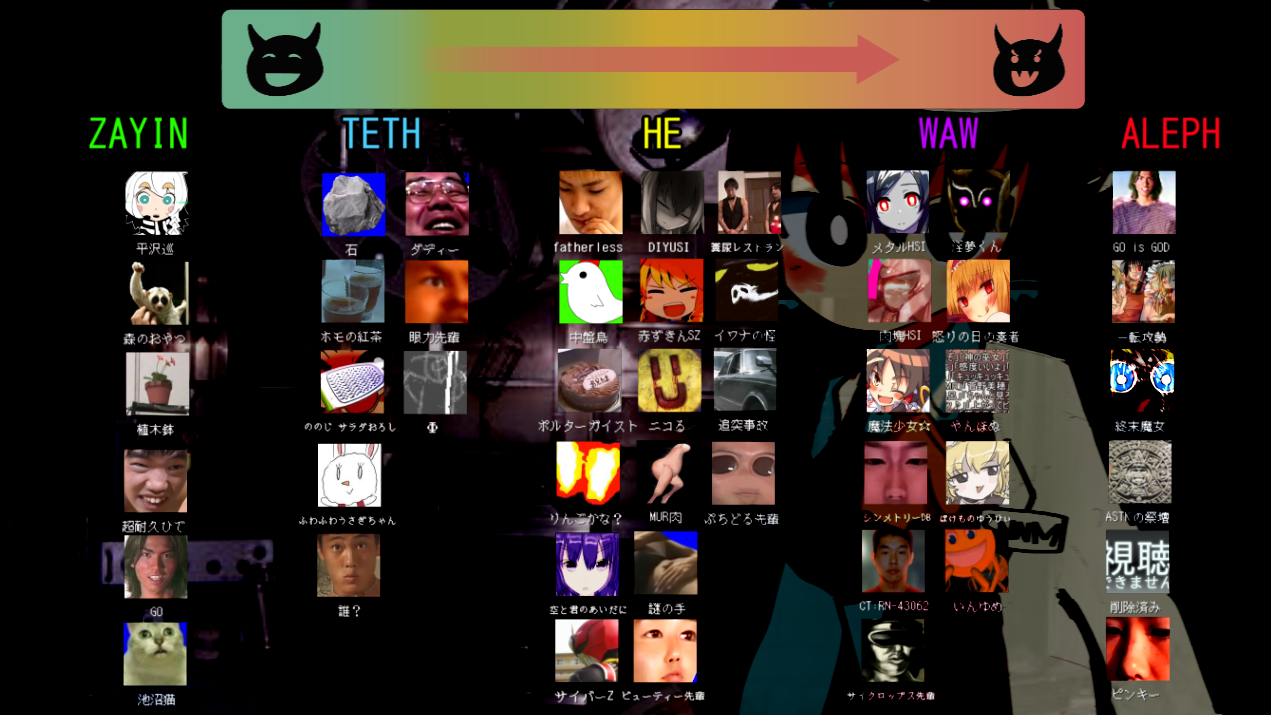 ZAYIN TETH HE WAW ALEPH
平沢巡
石 ダディー
fatherless DIYUSI 糞尿レストラン
メタルHSI 淫夢くん
GO is GOD
森のおやつ
ホモの紅茶 眼力先輩
中盤鳥 赤ずきんSZ イワナの怪
肉塊HSI 怒りの日の奏者
一転攻勢
植木鉢
ののじ サラダおろし Φ
ポルターガイスト ニコる 追突事故
魔法少女☆ やんほぬ
終末魔女
超耐久ひで
ふわふわうさぎちゃん
りんごかな? MUR肉 ぷちどる先輩
シンメトリーDB ばけものゆうひい
ASTNの祭壇
GO
誰?
空と君のあいだに 謎の手
CT:RN-43062 いんゆめ
視聴
できません
削除済み
池沼猫
サイバーZ ビューティー先輩
サイクロップス先輩
ピンキー